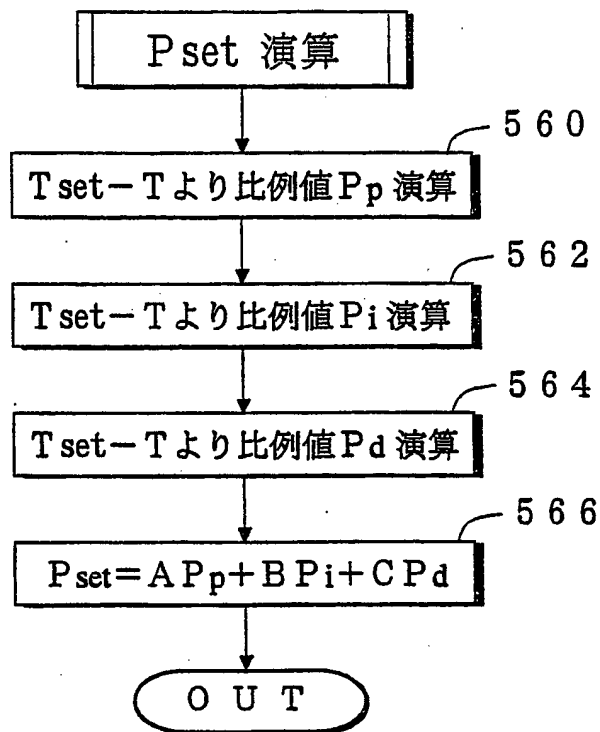 Pset 演算
560
Tset-Tより比例値Pp演算
562
Tset-Tより比例値Pi演算
564
Tset-Tより比例値Pd演算
566
Pset=APp+BPi+CPd
OUT